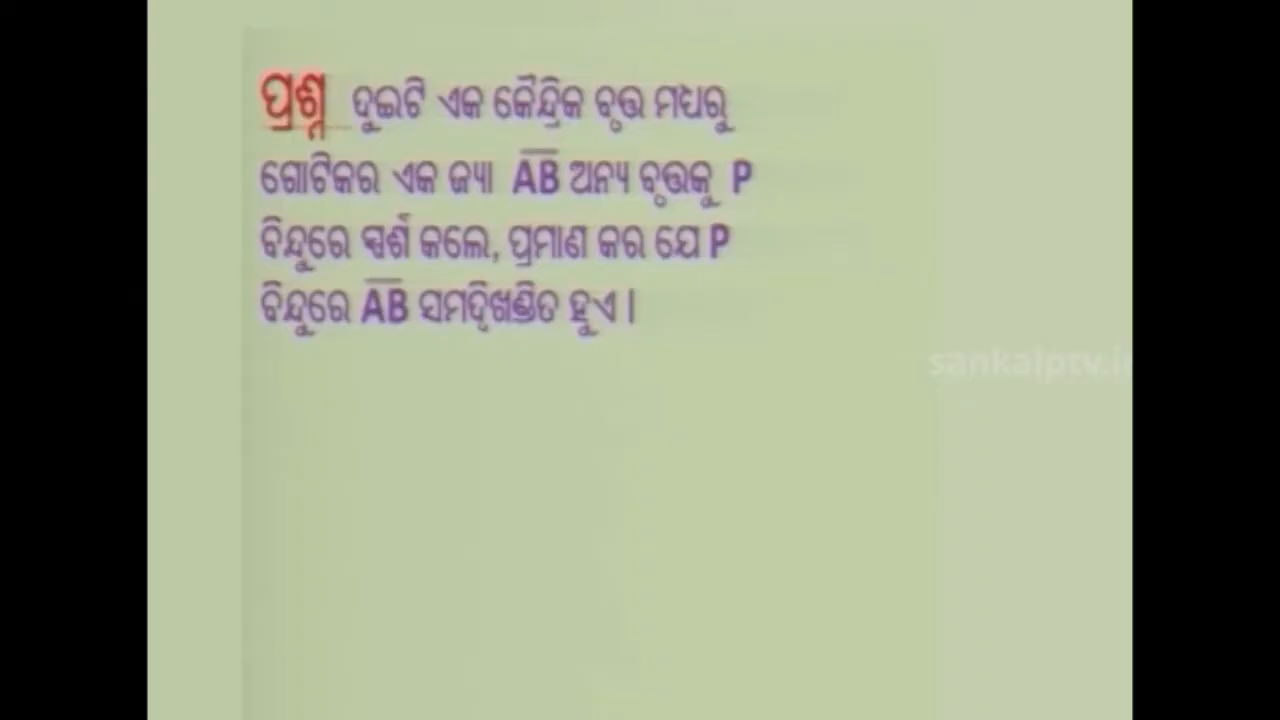 ପ୍ରଶ୍ନ ଦୁଇଟି ଏକ କୈନ୍ଦ୍ରିକ ବୃତ୍ତ ମଧ୍ୟରୁ
ଗୋଟିକର ଏକ ଜ୍ୟା AB ଅନ୍ୟ ବୃତ୍ତକୁ P
ବିନ୍ଦୁରେ ସ୍ପର୍ଶ କଲେ, ପ୍ରମାଣ କର ଯେ P
ବିନ୍ଦୁରେ AB ସମଦ୍ୱିଖଣ୍ଡିତ ହୁଏ ।